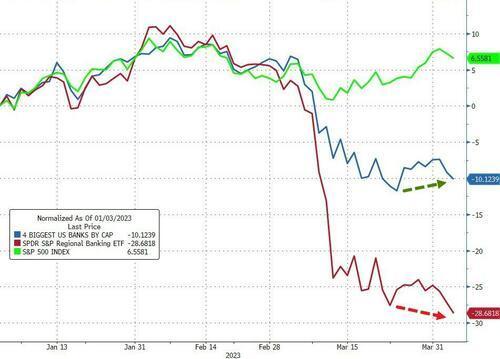 10
6.5581
5
0
-5
-10
-10.1239
-15
-20
-25
-28.6818
-30
Normalized As Of 01/03/2023
Last Price
4 BIGGEST US BANKS BY CAP -10.1239
SPDR S&P Regional Banking ETF -28.6818
S&P 500 INDEX 6.5581
Jan 13 Jan 31 Feb 14 Feb 28 Mar 15 Mar 31
2023